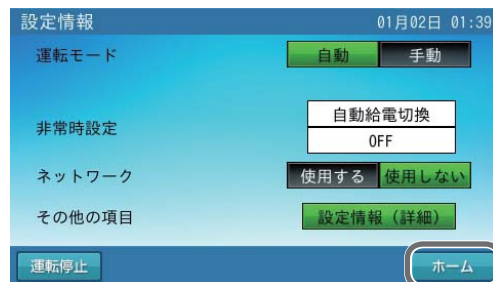 設定情報 01月02日 01:39
運転モード 自動 手動
自動給電切換
非常時設定
OFF
ネットワーク 使用する 使用しない
その他の項目 設定情報（詳細）
運転停止 ホーム